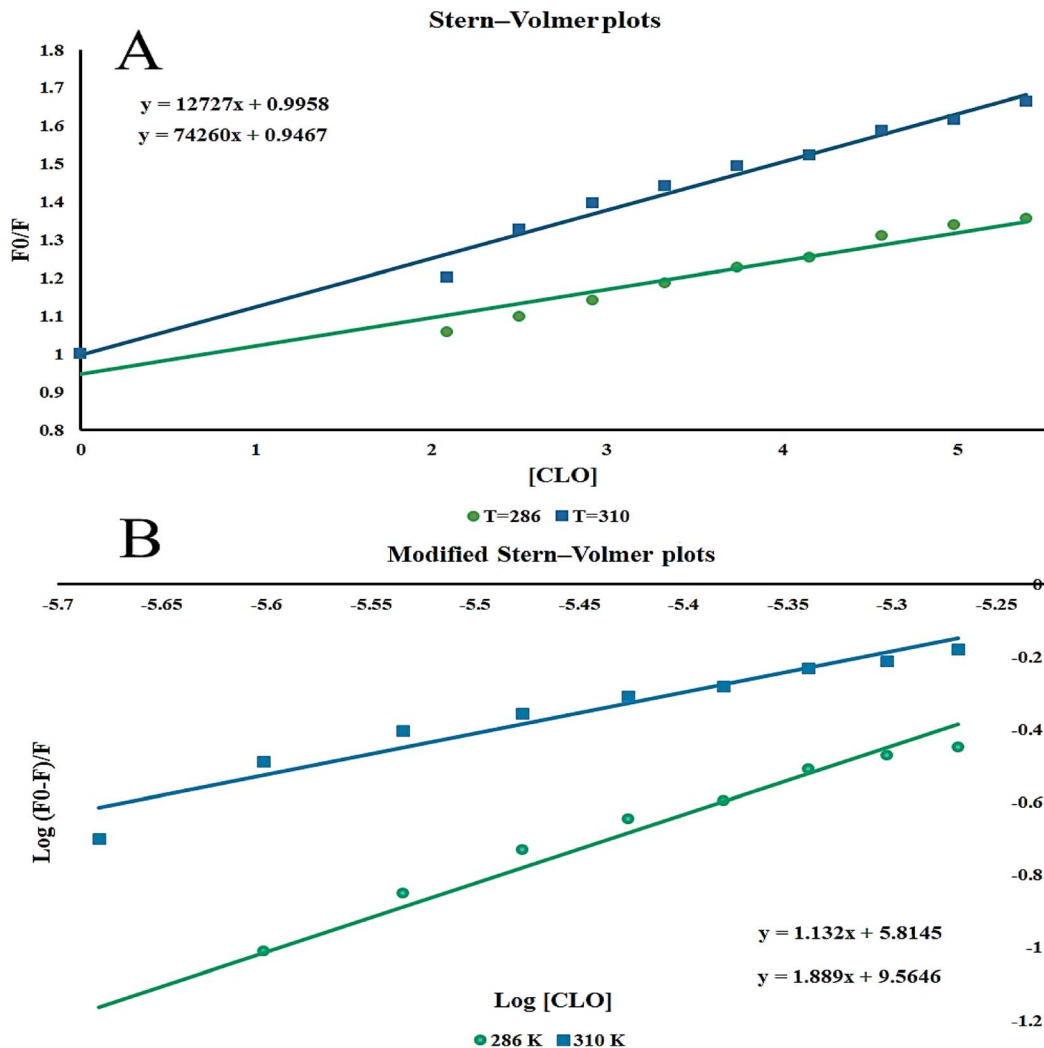 Stern–Volmer plots
A
y = 12727x + 0.9958
y = 74260x + 0.9467
F0/F
1.8
1.7
1.6
1.5
1.4
1.3
1.2
1.1
1
0.9
0.8
0 1 2 3 4 5
[CLO]
T=286 T=310
B
Modified Stern–Volmer plots
-5.7 -5.65 -5.6 -5.55 -5.5 -5.45 -5.4 -5.35 -5.3 -5.25
0
-0.2
-0.4
-0.6
-0.8
-1
-1.2
Log (F0-F)/F
y = 1.132x + 5.8145
y = 1.889x + 9.5646
Log [CLO]
286 K 310 K